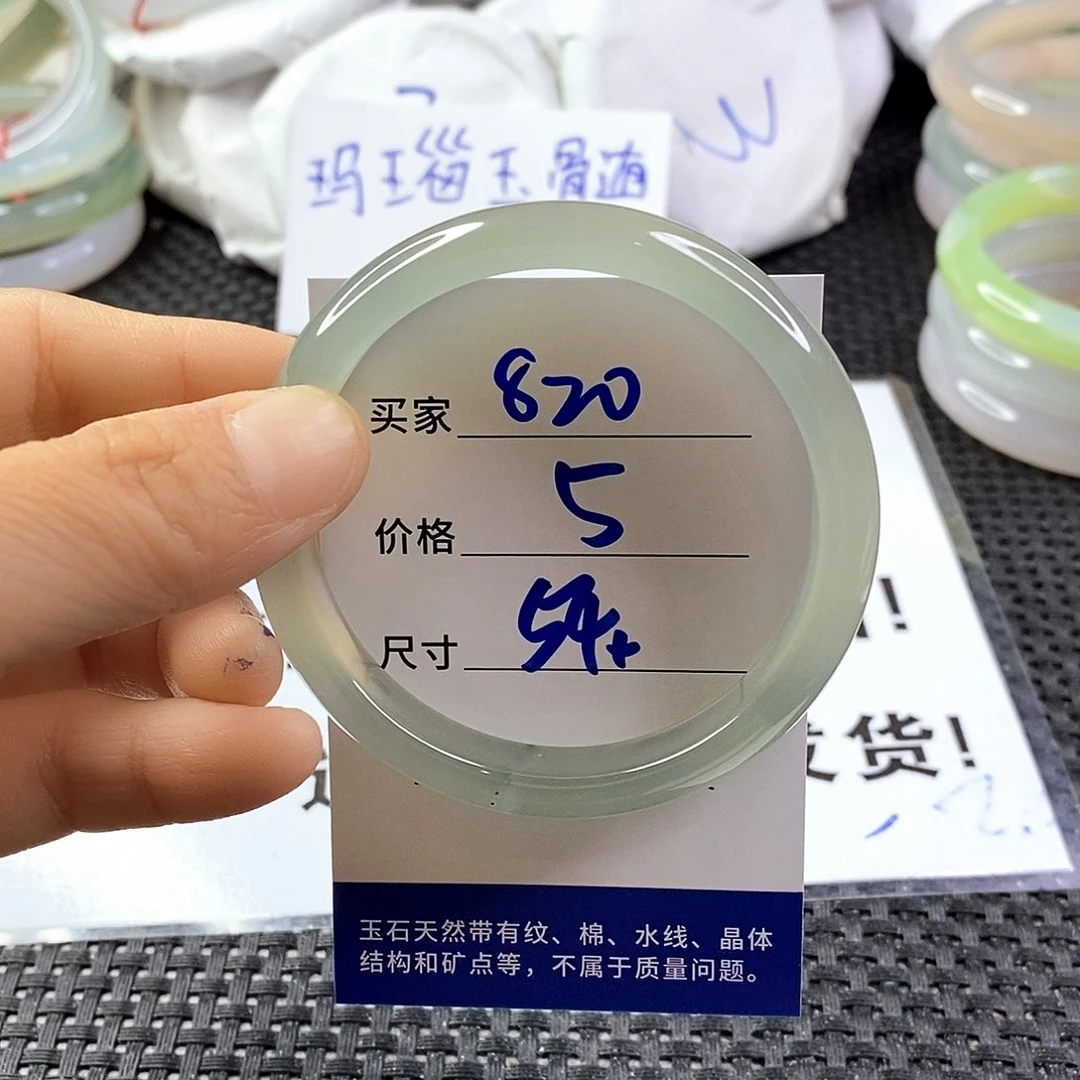 玛瑙玉髓
买家 820
价格 5
尺寸 54+
货!
玉石天然带有纹、棉、水线、晶体
结构和矿点等，不属于质量问题。